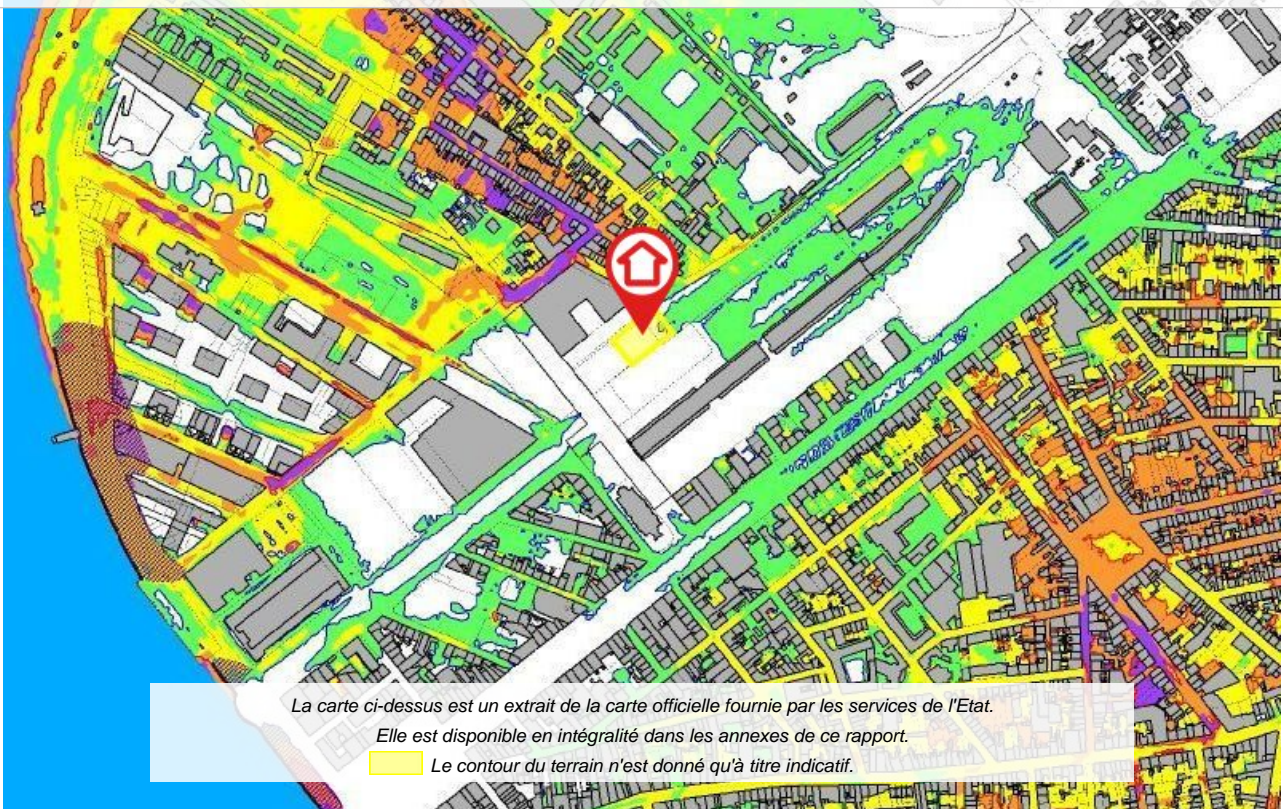 La carte ci-dessus est un extrait de la carte officielle fournie par les services de l'Etat.
Elle est disponible en intégralité dans les annexes de ce rapport.
Le contour du terrain n'est donné qu'à titre indicatif.